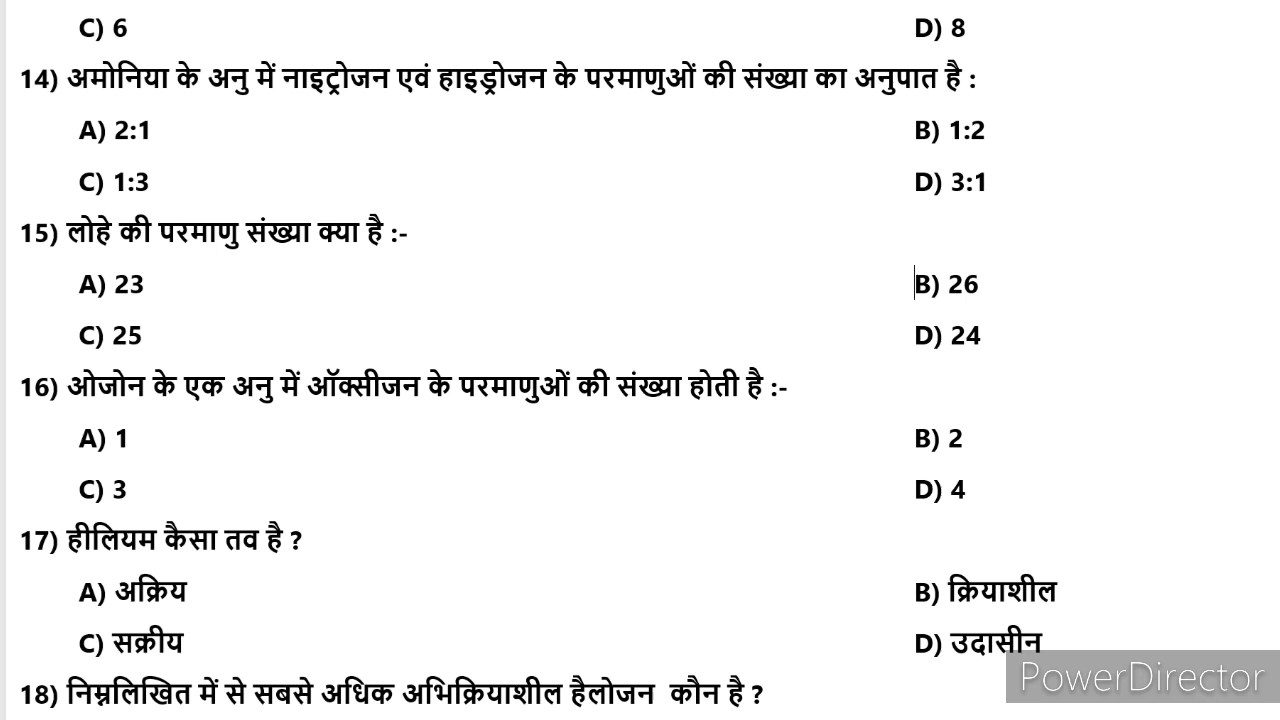 C) 6 D) 8
14) अमोनिया के अनु में नाइट्रोजन एवं हाइड्रोजन के परमाणुओं की संख्या का अनुपात है :
A) 2:1 B) 1:2
C) 1:3 D) 3:1
15) लोहे की परमाणु संख्या क्या है :-
A) 23 B) 26
C) 25 D) 24
16) ओजोन के एक अनु में ऑक्सीजन के परमाणुओं की संख्या होती है :-
A) 1 B) 2
C) 3 D) 4
17) हीलियम कैसा तव है ?
A) अक्रिय B) क्रियाशील
C) सक्रीय D) उदासीन
PowerDirector
18) निम्नलिखित में से सबसे अधिक अभिक्रियाशील हैलोजन कौन है ?